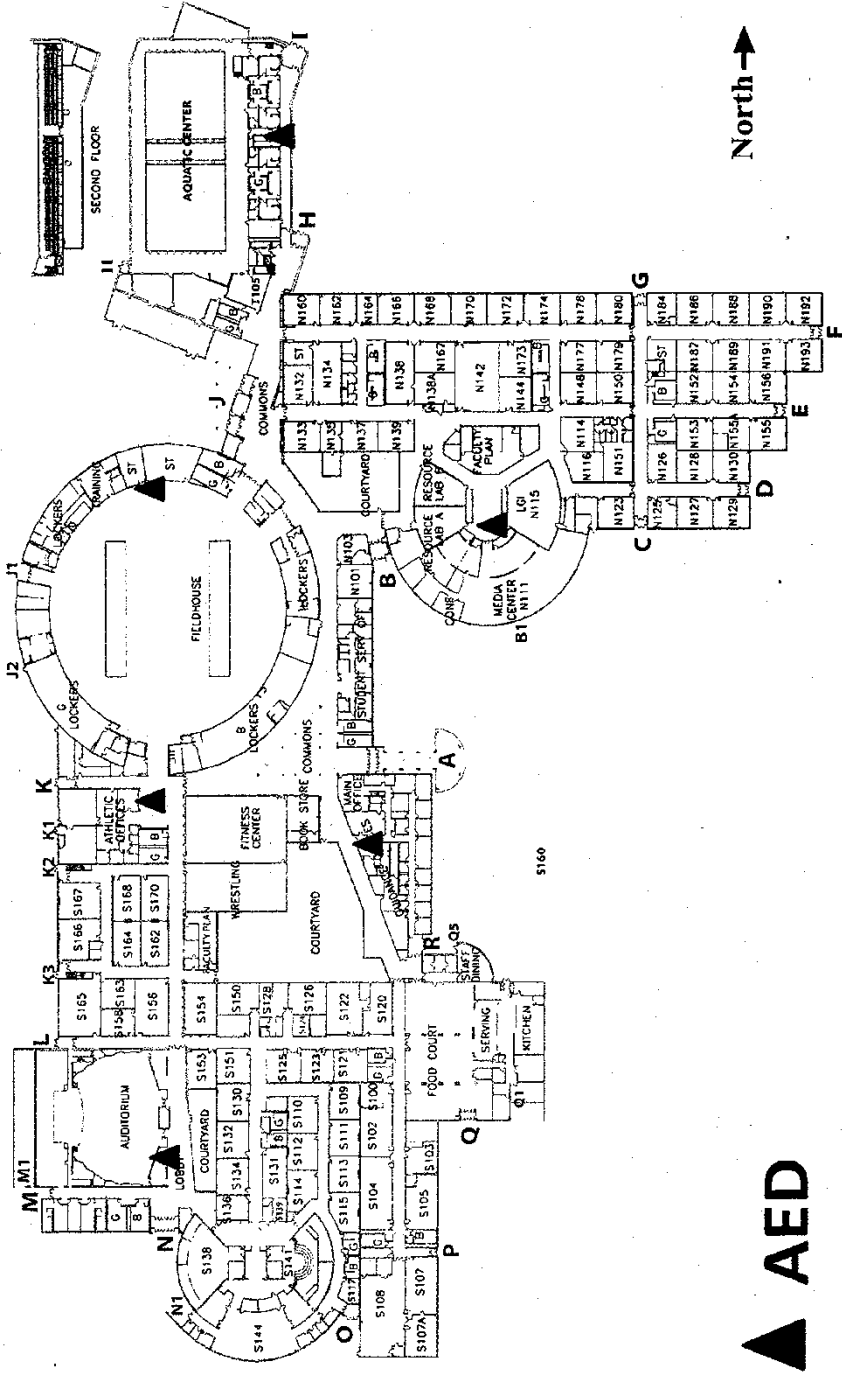 SECOND FLOOR
AQUATIC CENTER
I
B
G
H
II
T105
B
G
J
COMMONS
North
N160
N162
N164
N166
N168
N170
N172
N174
N178
N180
G
N184
N186
N188
N190
N192
F
N132
ST
N134
B
G
N138
N167
N138A
N142
N173
N144
B
G
N177
N148
N179
N150
ST
B
N187
N152
N189
N154
N191
N156
N193
E
N133
N135
N137
N139
COURTYARD
FACULTY
PLAN
N114
N116
N151
G
N126
N153
N128
N155A
N130
N155
D
RESOURCE
LAB B
RESOURCE
LAB A
LGI
N115
N123
C
N125
N127
N129
CONF
MEDIA
CENTER
N111
B1
B
N103
N101
STUDENT SERV OFF
B
G
A
J1
LOCKERS
G
TRAINING
ST
ST
B
G
J2
G
LOCKERS
FIELDHOUSE
LOCKERS
B
LOCKERS
COMMONS
K
K1
ATHLETIC
OFFICES
B
G
K2
FITNESS
CENTER
BOOK STORE
MAIN
OFFICE
GUIDANCE
S160
S167
S166
S168
S164
S170
S162
WRESTLING
FACULTY PLAN
COURTYARD
R
Q5
STAFF
DINING
K3
S165
S163
S158
S156
S154
S150
S128
S126
S124
S122
S120
FOOD COURT
SERVING
KITCHEN
Q1
Q
L
AUDITORIUM
LOBBY
M1
M
S153
S151
S125
S123
S121
B
G
COURTYARD
S130
S132
S134
S136
S131
B
G
S110
S112
S114
S139
S109
S111
S113
S115
S100
S102
S104
S103
S105
G
B
N
S138
S141
N1
S144
S117
B
G
G
B
P
O
S108
S107
S107A
AED